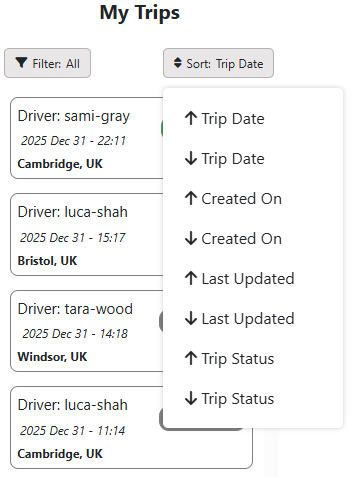 My Trips
Filter: All
Sort: Trip Date
Driver: sami-gray
2025 Dec 31 - 22:11
Cambridge, UK
Driver: luca-shah
2025 Dec 31 - 15:17
Bristol, UK
Driver: tara-wood
2025 Dec 31 - 14:18
Windsor, UK
Driver: luca-shah
2025 Dec 31 - 11:14
Cambridge, UK
↑ Trip Date
↓ Trip Date
↑ Created On
↓ Created On
↑ Last Updated
↓ Last Updated
↑ Trip Status
↓ Trip Status